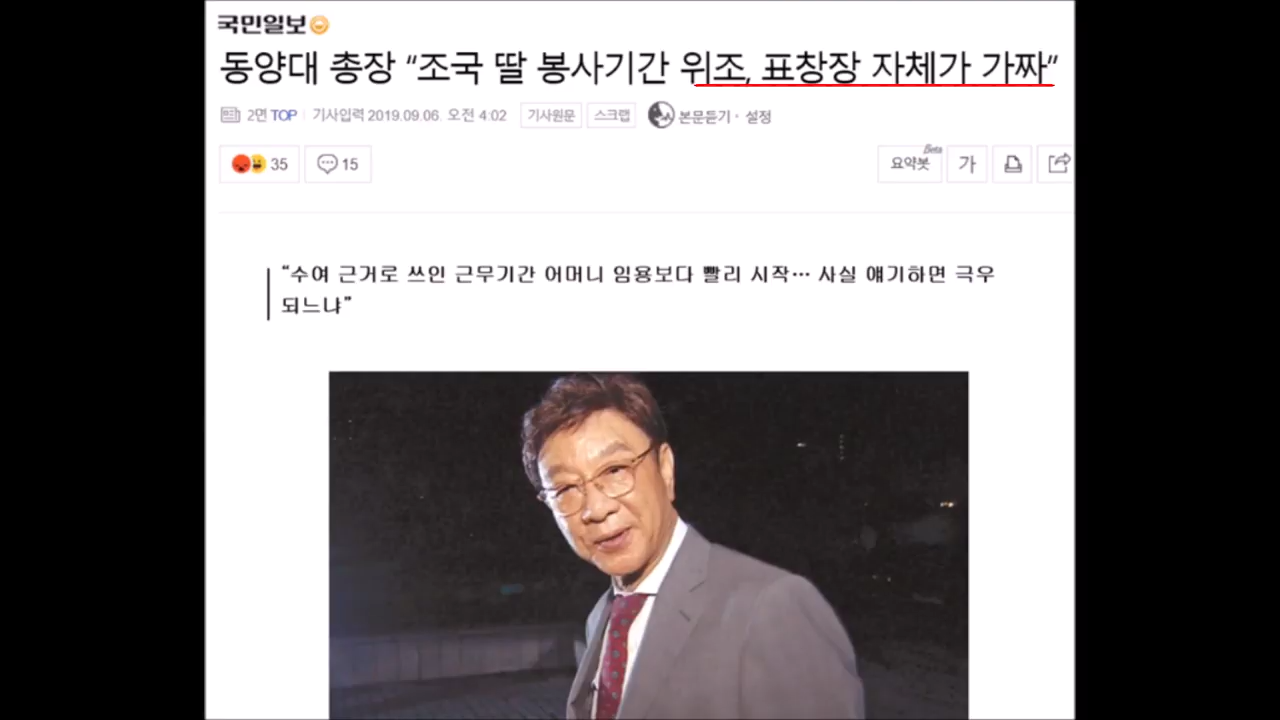 국민일보
동양대 총장 “조국 딸 봉사기간 위조, 표창장 자체가 가짜”
2면 TOP 기사입력 2019.09.06. 오전 4:02 기사원문 스크랩 본문듣기 · 설정
35 15 요약봇 Beta 가
“수여 근거로 쓰인 근무기간 어머니 임용보다 빨리 시작… 사실 얘기하면 극우
되느냐”